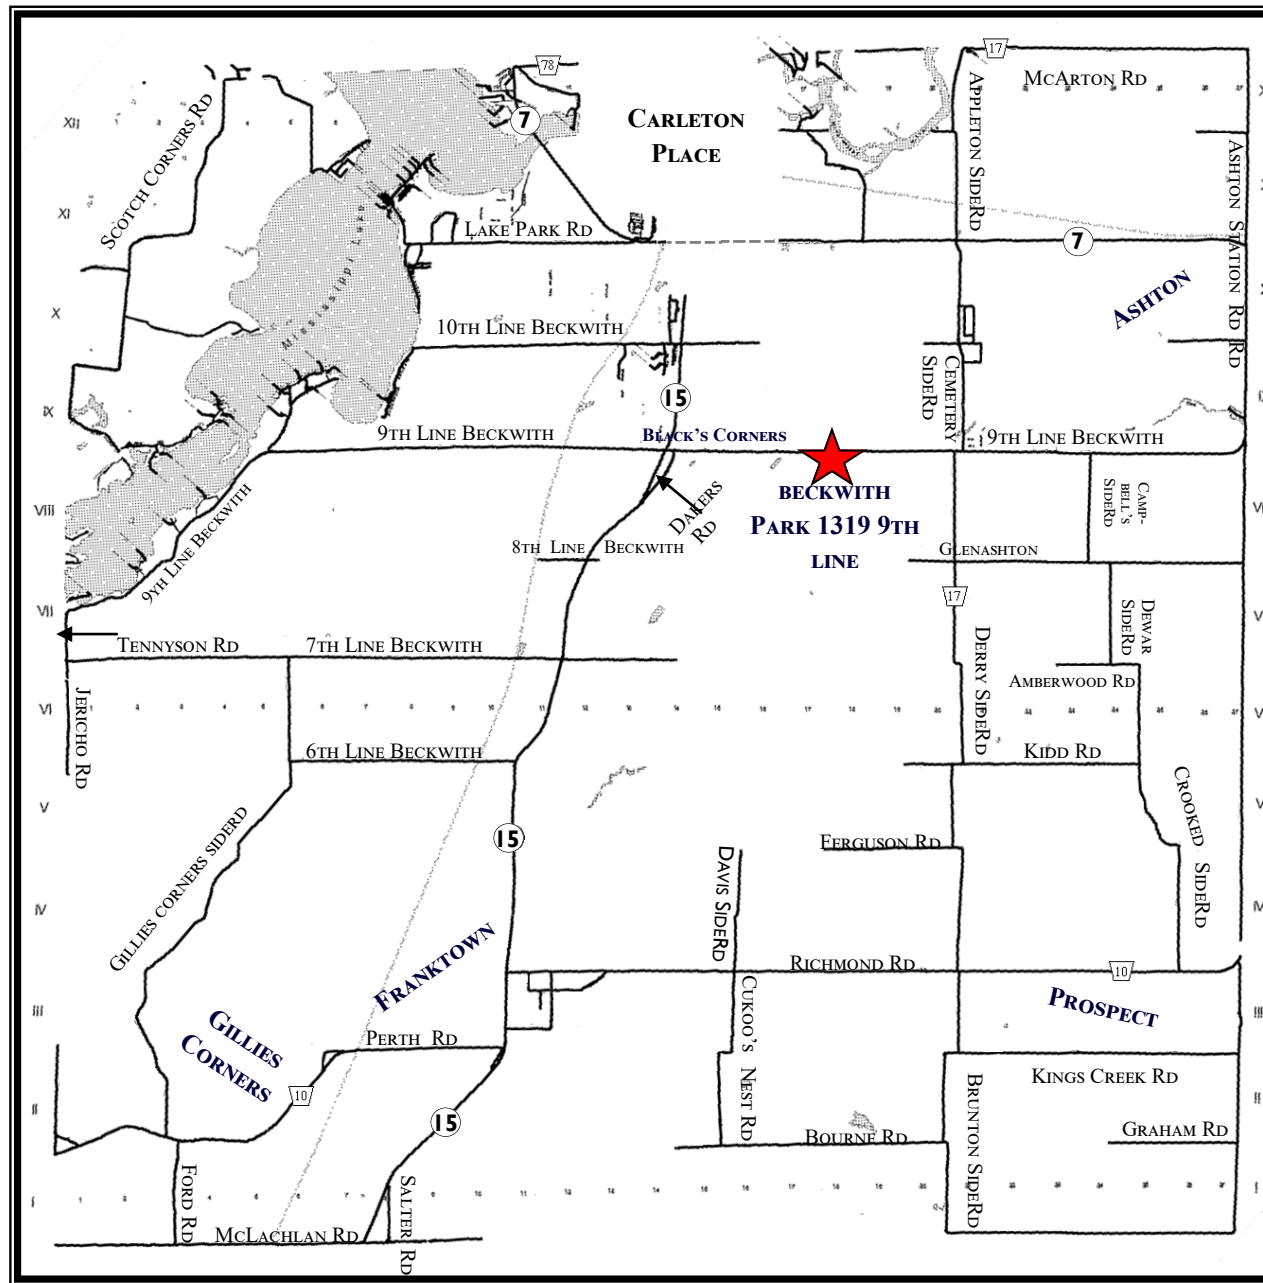 78
17
McArton Rd
Scotch Corners Rd
XII
7
Carleton
Place
Appleton SideRd
Ashton Station Rd Rd
XI
Lake Park Rd
7
Mississippi Lake
Ashton
X
10th Line Beckwith
15
Cemetery
SideRd
IX
9th Line Beckwith
Black's Corners
9th Line Beckwith
Beckwith
Park 1319 9th
Line
Dakers
Rd
Camp-
bell's
SideRd
VIII
9yh Line Beckwith
8th Line Beckwith
Glenashton
17
VII
Tennyson Rd
7th Line Beckwith
Dewar
SideRd
Derry SideRd
Amberwood Rd
Jericho Rd
VI
6th Line Beckwith
Kidd Rd
V
Gillies corners siderd
15
Ferguson Rd
Crooked SideRd
Davis SideRd
IV
Franktown
Richmond Rd
10
III
Gillies
Corners
Perth Rd
Cukoo's Nest Rd
Prospect
10
Kings Creek Rd
II
15
Bourne Rd
Brunton SideRd
Graham Rd
I
Ford Rd
Salter Rd
McLachlan Rd